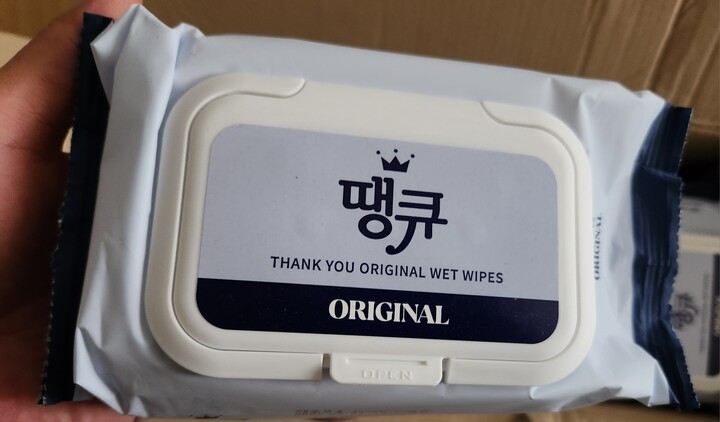 땡큐
THANK YOU ORIGINAL WET WIPES
ORIGINAL
OPEN
ORIGINAL